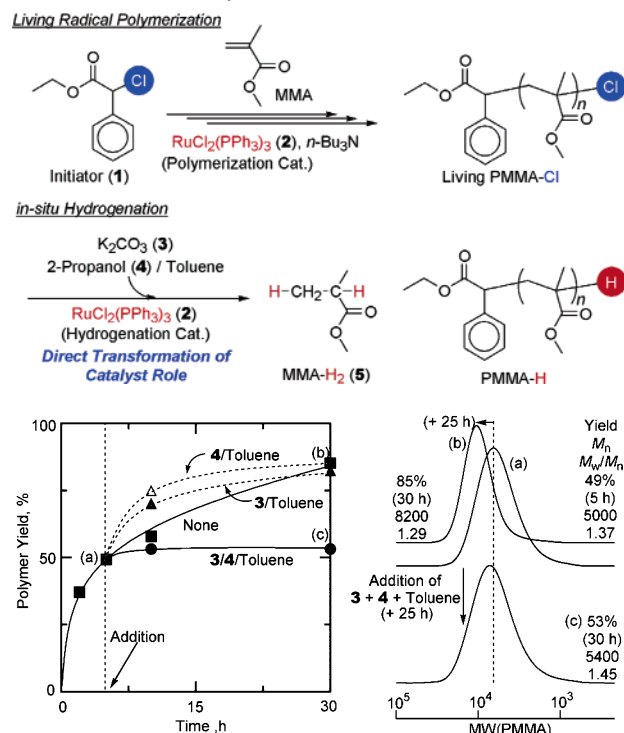 Living Radical Polymerization
Cl
O
O
Initiator (1)
O
O
MMA
RuCl2(PPh3)3 (2), n-Bu3N
(Polymerization Cat.)
O
O
n
Cl
O
O
Living PMMA-Cl
in-situ Hydrogenation
K2CO3 (3)
2-Propanol (4) / Toluene
RuCl2(PPh3)3 (2)
(Hydrogenation Cat.)
Direct Transformation of
Catalyst Role
H-CH2-C-H
O
O
MMA-H2 (5)
O
O
n
H
O
O
PMMA-H
Polymer Yield, %
100
50
0
0
15
30
Time ,h
(a)
(b)
(c)
4/Toluene
3/Toluene
None
3/4/Toluene
Addition
(+ 25 h)
(b)
(a)
85%
(30 h)
8200
1.29
Yield
Mn
Mw/Mn
49%
(5 h)
5000
1.37
Addition of
3 + 4 + Toluene
(+ 25 h)
(c) 53%
(30 h)
5400
1.45
10^5
10^4
10^3
MW(PMMA)